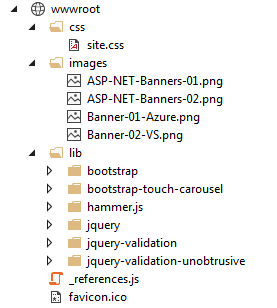 wwwroot
css
site.css
images
ASP-NET-Banners-01.png
ASP-NET-Banners-02.png
Banner-01-Azure.png
Banner-02-VS.png
lib
bootstrap
bootstrap-touch-carousel
hammer.js
jquery
jquery-validation
jquery-validation-unobtrusive
_references.js
favicon.ico